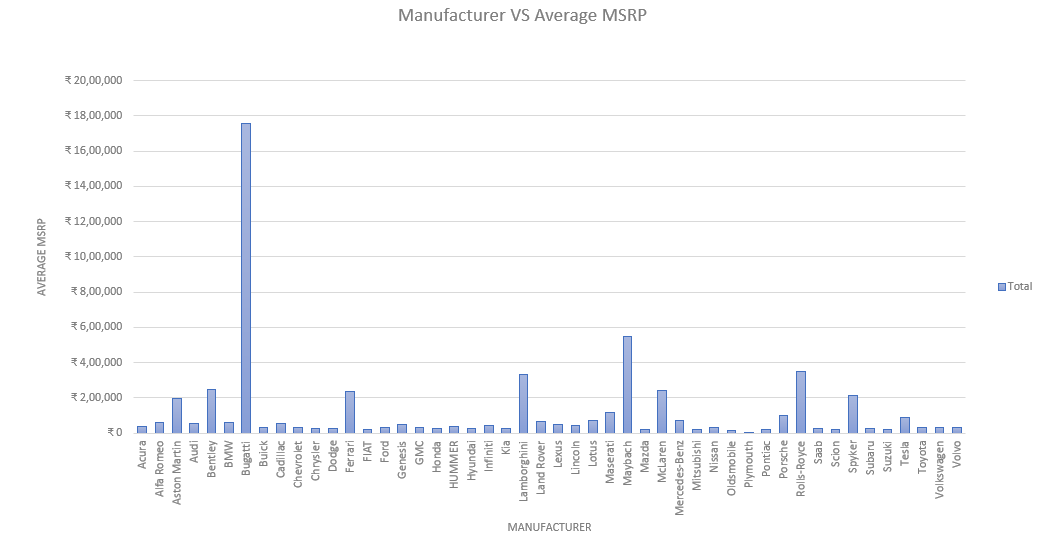 Manufacturer VS Average MSRP
₹ 20,00,000
₹ 18,00,000
₹ 16,00,000
₹ 14,00,000
₹ 12,00,000
₹ 10,00,000
₹ 8,00,000
₹ 6,00,000
₹ 4,00,000
₹ 2,00,000
₹ 0
AVERAGE MSRP
Acura
Alfa Romeo
Aston Martin
Audi
Bentley
BMW
Bugatti
Buick
Cadillac
Chevrolet
Chrysler
Dodge
Ferrari
FIAT
Ford
Genesis
GMC
Honda
HUMMER
Hyundai
Infiniti
Kia
Lamborghini
Land Rover
Lexus
Lincoln
Lotus
Maserati
Maybach
Mazda
McLaren
Mercedes-Benz
Mitsubishi
Nissan
Oldsmobile
Plymouth
Pontiac
Porsche
Rolls-Royce
Saab
Scion
Spyker
Subaru
Suzuki
Tesla
Toyota
Volkswagen
Volvo
MANUFACTURER
Total